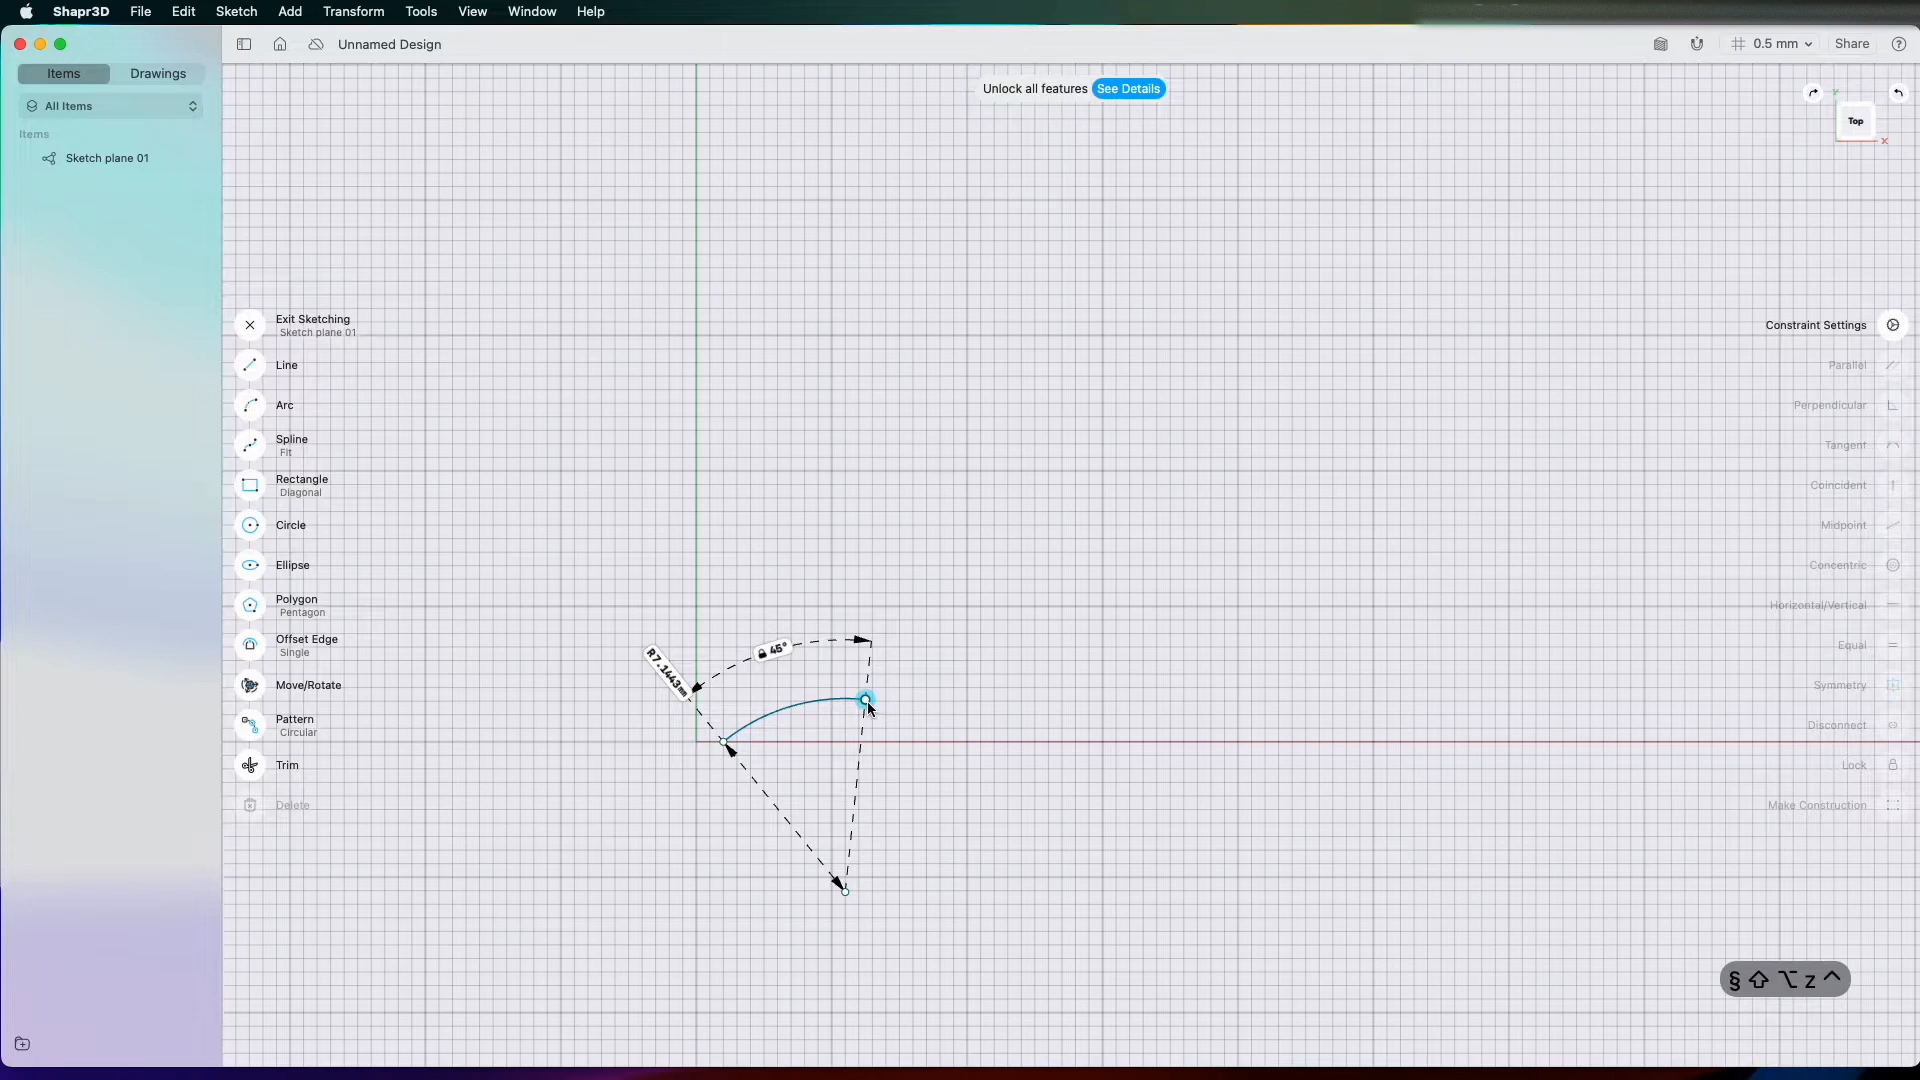 Shapr3D File Edit Sketch Add Transform Tools View Window Help
Unnamed Design
0.5 mm
Share
Items
Drawings
All Items
Items
Sketch plane 01
Unlock all features
See Details
Y
Top
X
Exit Sketching
Sketch plane 01
Line
Arc
Spline
Fit
Rectangle
Diagonal
Circle
Ellipse
Polygon
Pentagon
Offset Edge
Single
Move/Rotate
Pattern
Circular
Trim
Delete
45°
R7.1443mm
Constraint Settings
Parallel
Perpendicular
Tangent
Coincident
Midpoint
Concentric
Horizontal/Vertical
Equal
Symmetry
Disconnect
Lock
Make Construction
§ ⇧ ⌥ z ^